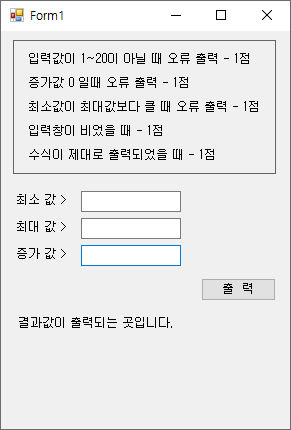 Form1
입력값이 1~20이 아닐 때 오류 출력 - 1점
증가값 0 일때 오류 출력 - 1점
최소값이 최대값보다 클 때 오류 출력 - 1점
입력창이 비었을 때 - 1점
수식이 제대로 출력되었을 때 - 1점
최소 값 >
최대 값 >
증가 값 >
출 력
결과값이 출력되는 곳입니다.